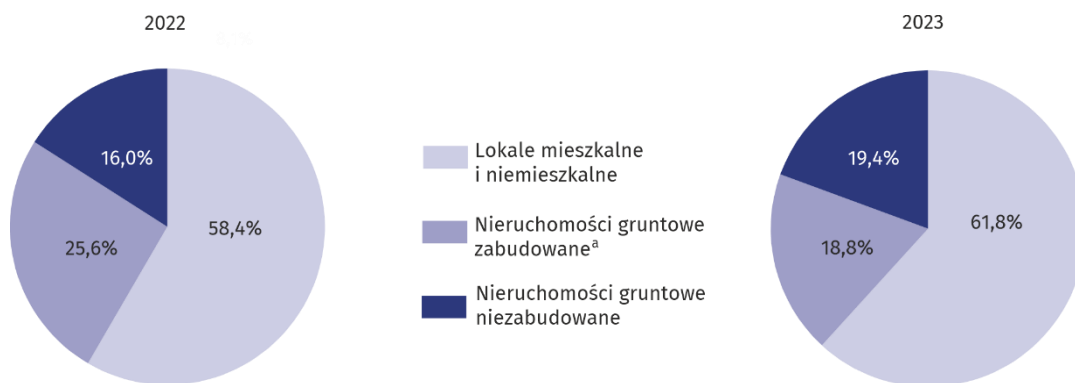 2022
16,0%
58,4%
25,6%
Lokale mieszkalne
i niemieszkalne
Nieruchomości gruntowe
zabudowaneᵃ
Nieruchomości gruntowe
niezabudowane
2023
19,4%
61,8%
18,8%